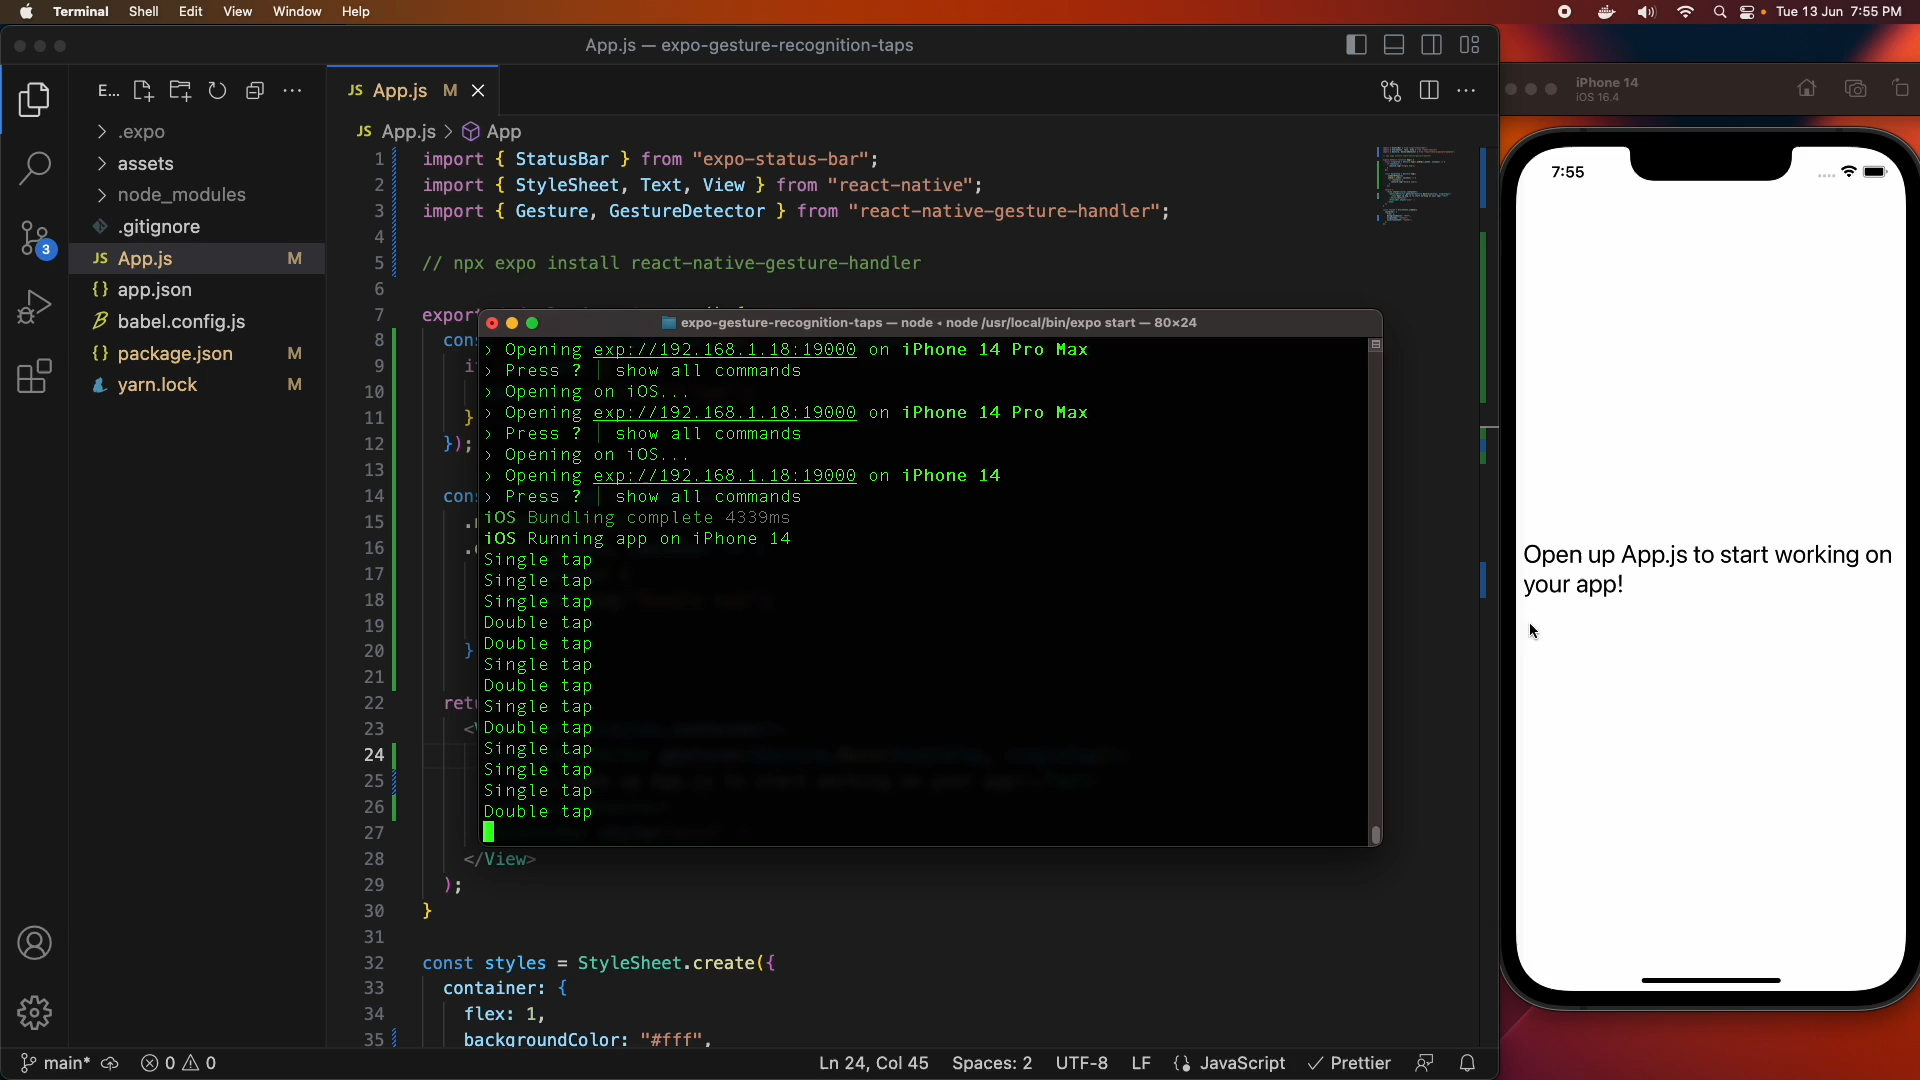 Terminal Shell Edit View Window Help
Tue 13 Jun 7:55 PM
App.js — expo-gesture-recognition-taps
E...
JS App.js M
JS App.js > App
.expo
assets
node_modules
.gitignore
JS App.js M
{} app.json
babel.config.js
{} package.json M
yarn.lock M
3
1 import { StatusBar } from "expo-status-bar";
2 import { StyleSheet, Text, View } from "react-native";
3 import { Gesture, GestureDetector } from "react-native-gesture-handler";
4
5 // npx expo install react-native-gesture-handler
6
7 export
8 cons
9 if
10
11 }
12 });
13
14 cons
15
16
17
18
19
20 }
21
22 retu
23
24
25
26
27
28 </View>
29 );
30 }
31
32 const styles = StyleSheet.create({
33 container: {
34 flex: 1,
35 backgroundColor: "#fff",
expo-gesture-recognition-taps — node ◂ node /usr/local/bin/expo start — 80×24
› Opening exp://192.168.1.18:19000 on iPhone 14 Pro Max
› Press ? │ show all commands
› Opening on iOS...
› Opening exp://192.168.1.18:19000 on iPhone 14 Pro Max
› Press ? │ show all commands
› Opening on iOS...
› Opening exp://192.168.1.18:19000 on iPhone 14
› Press ? │ show all commands
iOS Bundling complete 4339ms
iOS Running app on iPhone 14
Single tap
Single tap
Single tap
Double tap
Double tap
Single tap
Double tap
Single tap
Double tap
Single tap
Single tap
Single tap
Double tap
iPhone 14
iOS 16.4
7:55
Open up App.js to start working on
your app!
main* 0 0
Ln 24, Col 45 Spaces: 2 UTF-8 LF {} JavaScript Prettier